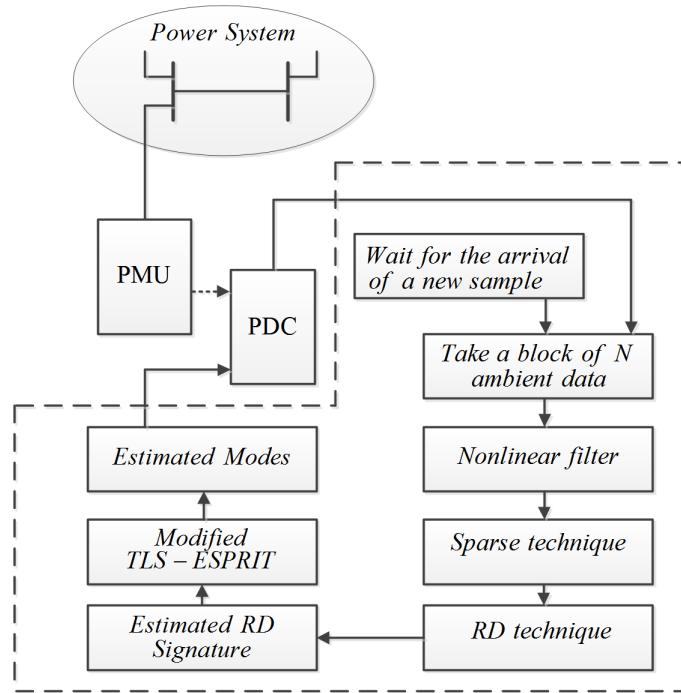 Power System
PMU
PDC
Wait for the arrival
of a new sample
Take a block of N
ambient data
Nonlinear filter
Sparse technique
RD technique
Estimated RD
Signature
Modified
TLS – ESPRIT
Estimated Modes